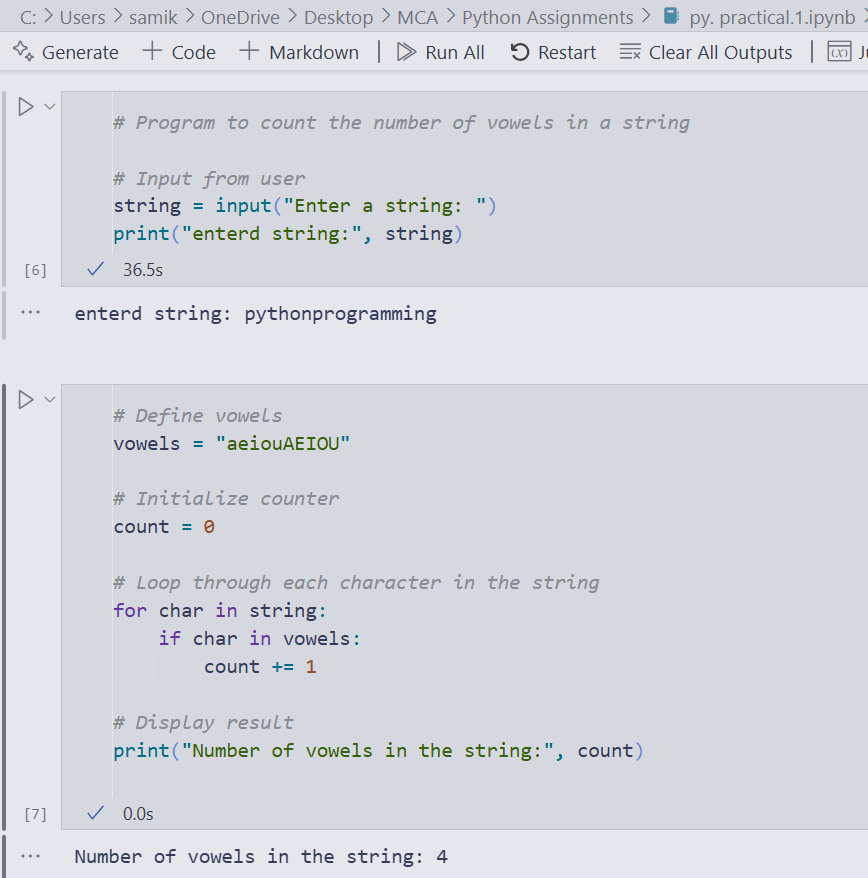 C: > Users > samik > OneDrive > Desktop > MCA > Python Assignments > py. practical.1.ipynb >
Generate + Code + Markdown | Run All Restart Clear All Outputs | (x)
# Program to count the number of vowels in a string
# Input from user
string = input("Enter a string: ")
print("enterd string:", string)
[6] ✓ 36.5s
... enterd string: pythonprogramming
# Define vowels
vowels = "aeiouAEIOU"
# Initialize counter
count = 0
# Loop through each character in the string
for char in string:
    if char in vowels:
        count += 1
# Display result
print("Number of vowels in the string:", count)
[7] ✓ 0.0s
... Number of vowels in the string: 4